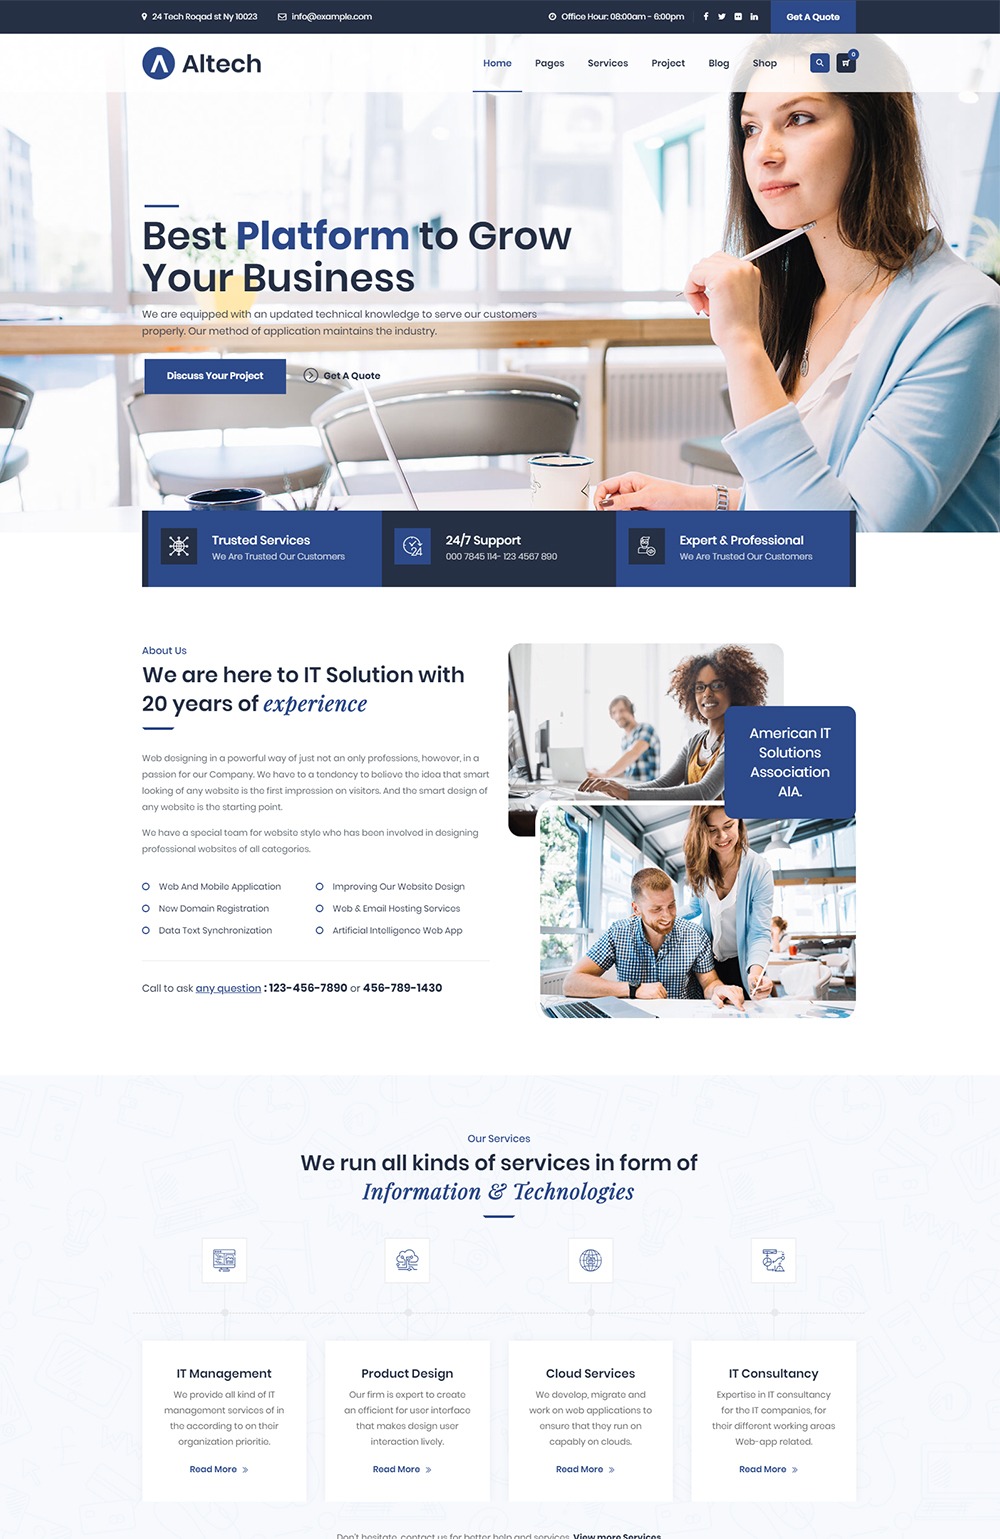 24 Tech Roqad st Ny 10023
info@example.com
Office Hour: 08:00am - 6:00pm
Get A Quote
Altech
Home
Pages
Services
Project
Blog
Shop
0
Best Platform to Grow
Your Business
We are equipped with an updated technical knowledge to serve our customers
properly. Our method of application maintains the industry.
Discuss Your Project
Get A Quote
Trusted Services
We Are Trusted Our Customers
24
24/7 Support
000 7845 114- 123 4567 890
Expert & Professional
We Are Trusted Our Customers
About Us
We are here to IT Solution with
20 years of experience
Web designing in a powerful way of just not an only professions, however, in a
passion for our Company. We have to a tendency to believe the idea that smart
looking of any website is the first impression on visitors. And the smart design of
any website is the starting point.
We have a special team for website style who has been involved in designing
professional websites of all categories.
Web And Mobile Application
Improving Our Website Design
New Domain Registration
Web & Email Hosting Services
Data Text Synchronization
Artificial Intelligence Web App
Call to ask any question : 123-456-7890 or 456-789-1430
American IT
Solutions
Association
AIA.
Our Services
We run all kinds of services in form of
Information & Technologies
IT Management
We provide all kind of IT
management services of in
the according to on their
organization prioritie.
Read More
Product Design
Our firm is expert to create
an efficient for user interface
that makes design user
interaction lively.
Read More
Cloud Services
We develop, migrate and
work on web applications to
ensure that they run on
capably on clouds.
Read More
IT Consultancy
Expertise in IT consultancy
for the IT companies, for
their different working areas
Web-app related.
Read More
Don't hesitate, contact us for better help and services. View more Services